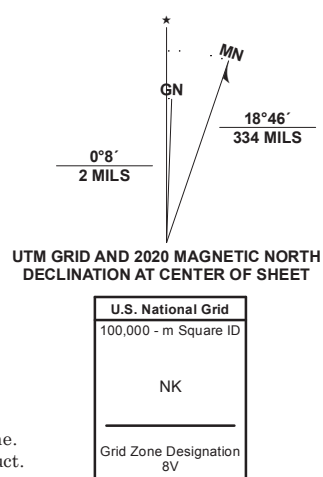 ★
MN
GN
18°46´
334 MILS
0°8´
2 MILS
UTM GRID AND 2020 MAGNETIC NORTH
DECLINATION AT CENTER OF SHEET
U.S. National Grid
100,000 - m Square ID
NK
Grid Zone Designation
8V